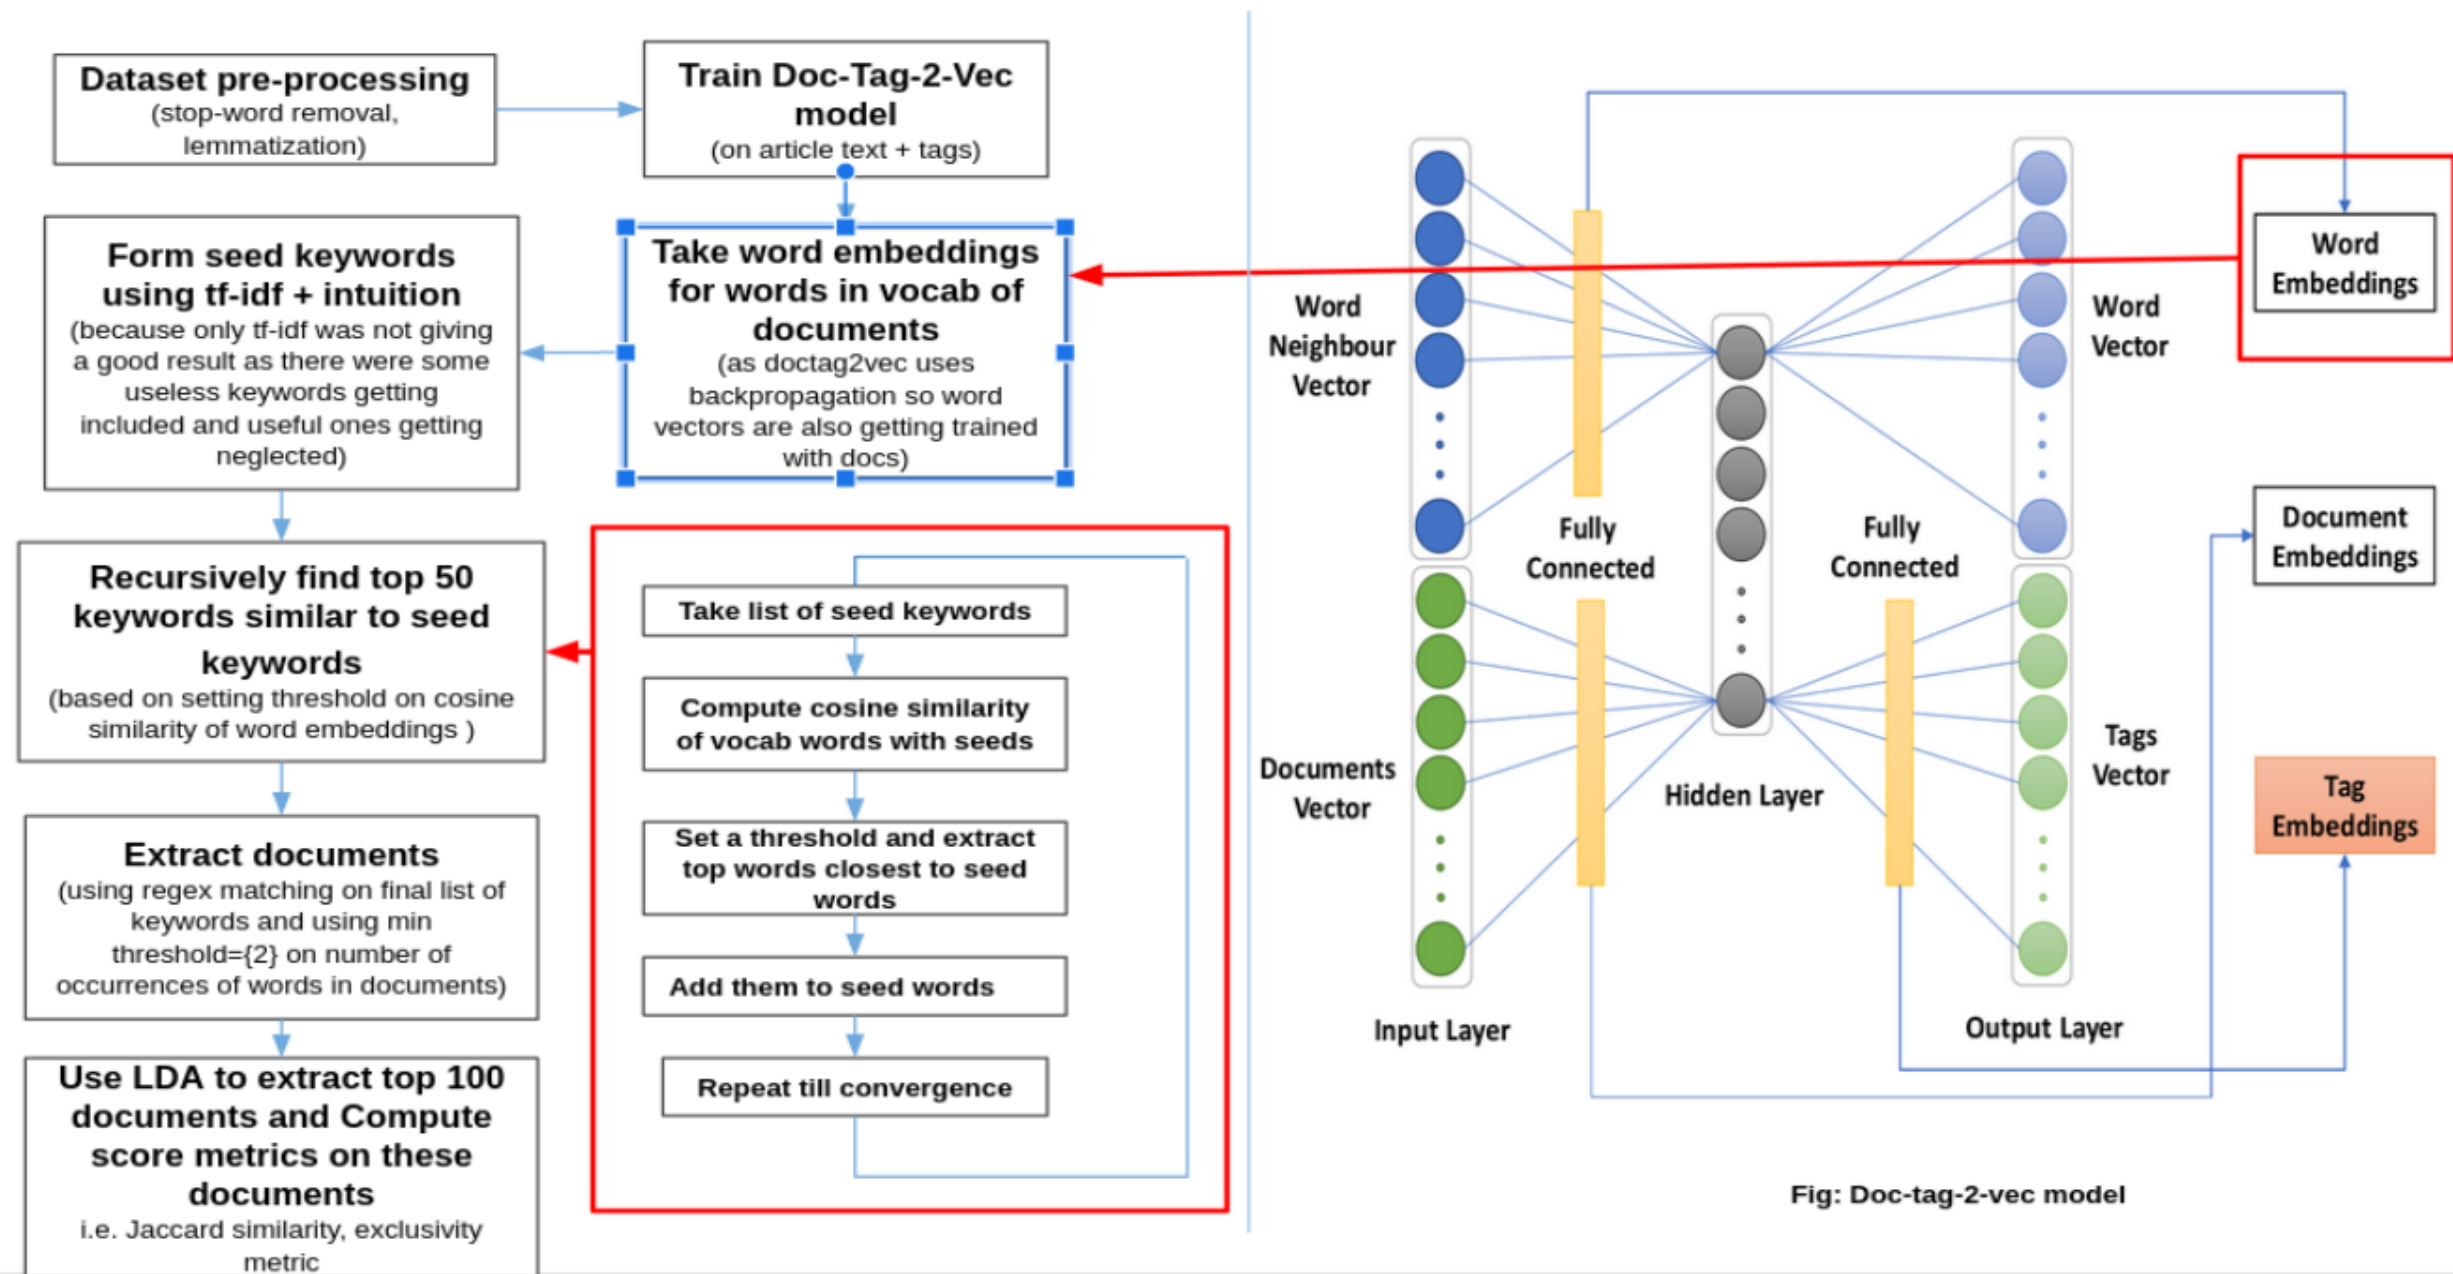 Dataset pre-processing
(stop-word removal,
lemmatization)
Train Doc-Tag-2-Vec
model
(on article text + tags)
Take word embeddings
for words in vocab of
documents
(as doctag2vec uses
backpropagation so word
vectors are also getting trained
with docs)
Form seed keywords
using tf-idf + intuition
(because only tf-idf was not giving
a good result as there were some
useless keywords getting
included and useful ones getting
neglected)
Recursively find top 50
keywords similar to seed
keywords
(based on setting threshold on cosine
similarity of word embeddings )
Extract documents
(using regex matching on final list of
keywords and using min
threshold={2} on number of
occurrences of words in documents)
Use LDA to extract top 100
documents and Compute
score metrics on these
documents
i.e. Jaccard similarity, exclusivity
metric
Take list of seed keywords
Compute cosine similarity
of vocab words with seeds
Set a threshold and extract
top words closest to seed
words
Add them to seed words
Repeat till convergence
Word
Neighbour
Vector
Documents
Vector
Input Layer
Fully
Connected
Hidden Layer
Fully
Connected
Word
Vector
Tags
Vector
Output Layer
Word
Embeddings
Document
Embeddings
Tag
Embeddings
Fig: Doc-tag-2-vec model